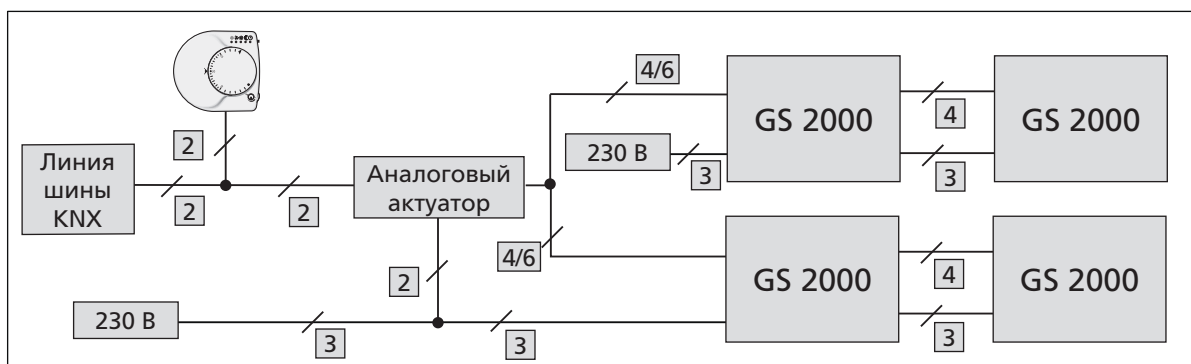 4/6
GS 2000
4
GS 2000
230 В
3
3
2
Линия
шины
KNX
2
2
Аналоговый
актуатор
4/6
GS 2000
4
GS 2000
2
230 В
3
3
3